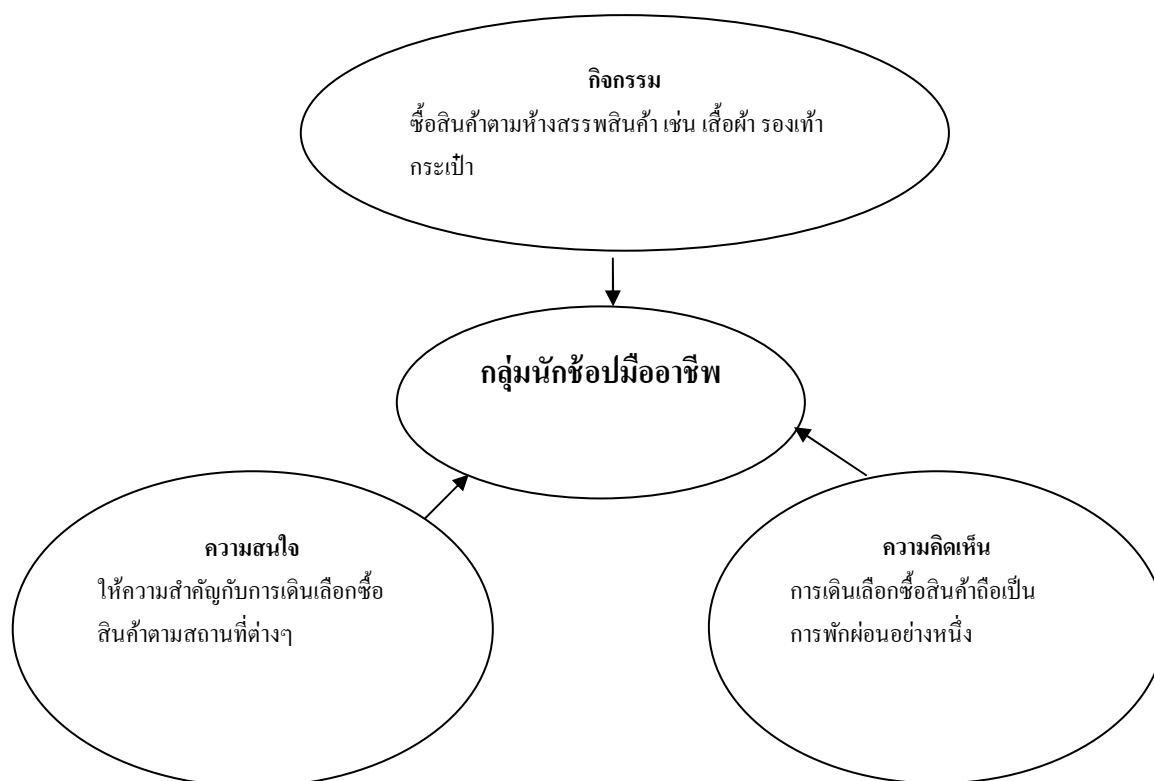 กิจกรรม
ซื้อสินค้าตามห้างสรรพสินค้า เช่น เสื้อผ้า รองเท้า
กระเป๋า
กลุ่มนักช้อปมืออาชีพ
ความสนใจ
ให้ความสำคัญกับการเดินเลือกซื้อ
สินค้าตามสถานที่ต่างๆ
ความคิดเห็น
การเดินเลือกซื้อสินค้าถือเป็น
การพักผ่อนอย่างหนึ่ง